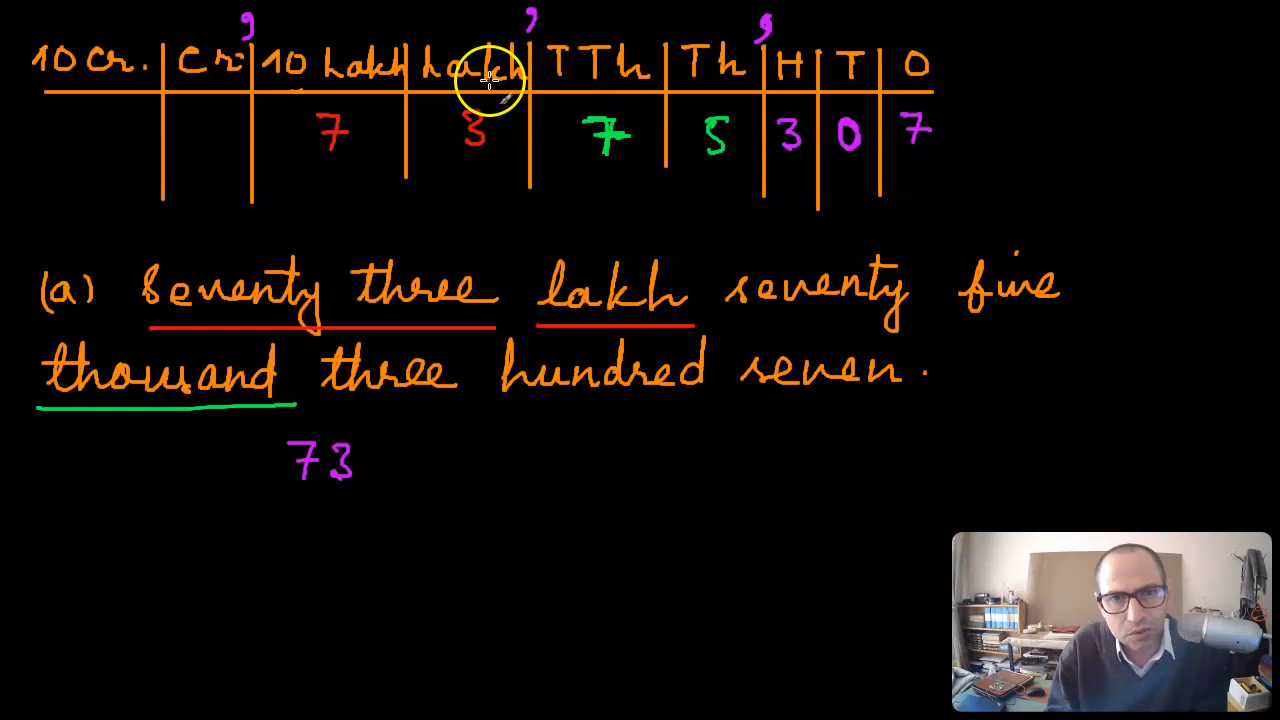 , , ,
10 Cr. Cr 10 Lakh Lakh T Th Th H T O
7 3 7 5 3 0 7
(a) Seventy three lakh seventy five
thousand three hundred seven.
73